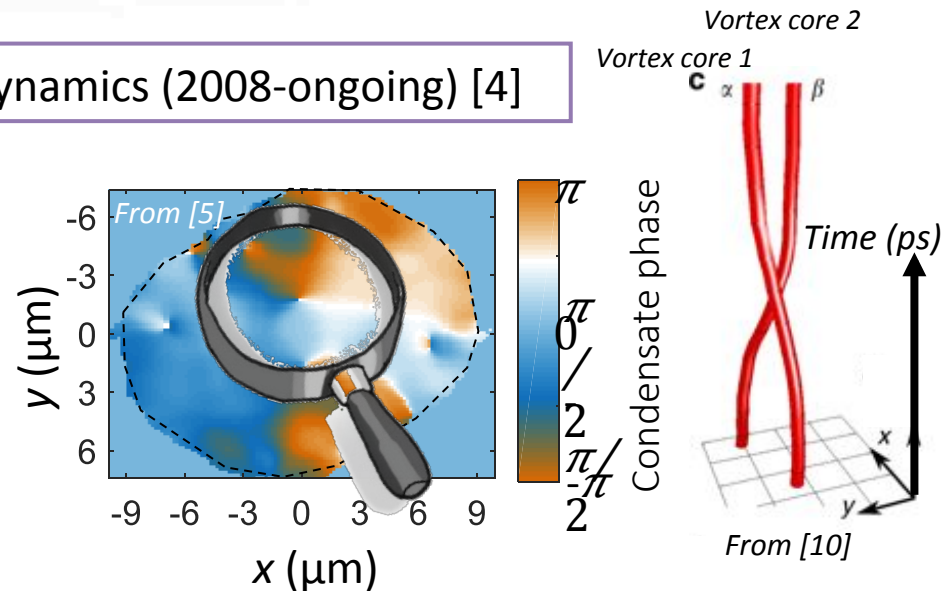 Vortex core 2
Vortex core 1
ynamics (2008-ongoing) [4]
c α β
From [5]
π
π
0
/
2
π/
-π
2
Condensate phase
Time (ps)
-6
-3
0
3
6
y (μm)
-9 -6 -3 0 3 6 9
x (μm)
x
y
From [10]